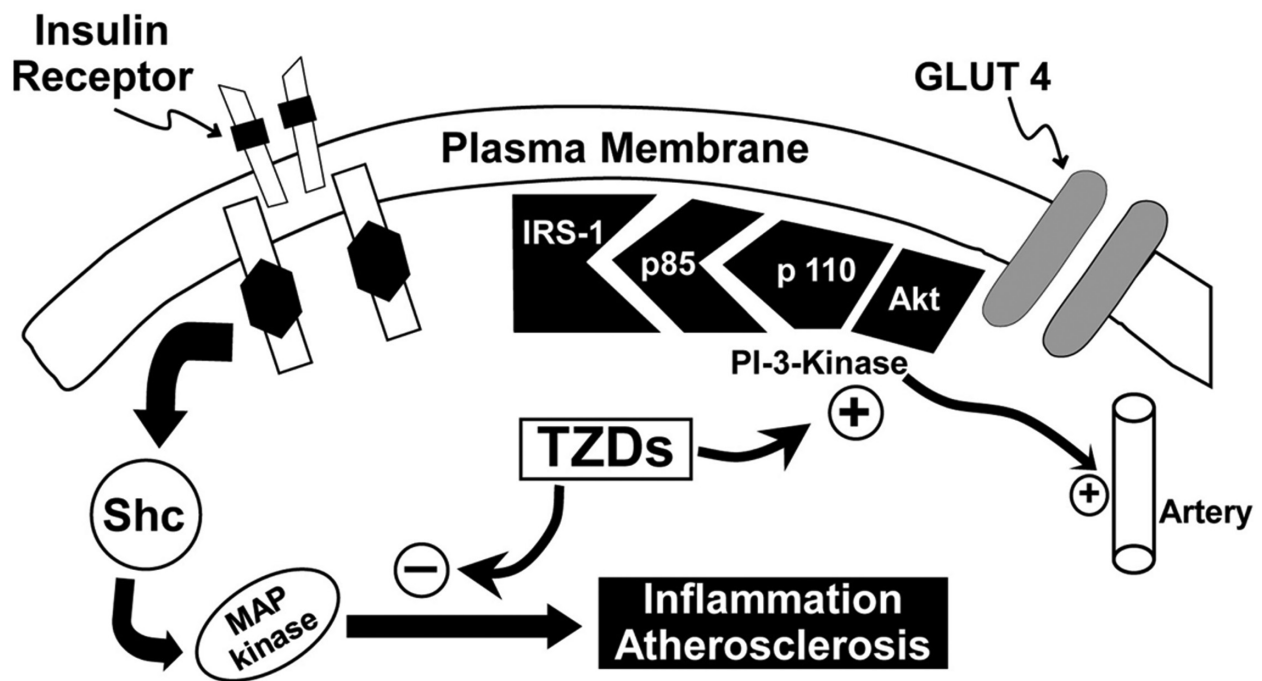 Insulin
Receptor
GLUT 4
Plasma Membrane
IRS-1
p85
p 110
Akt
PI-3-Kinase
+
TZDs
+
Artery
Shc
−
MAP
kinase
Inflammation
Atherosclerosis